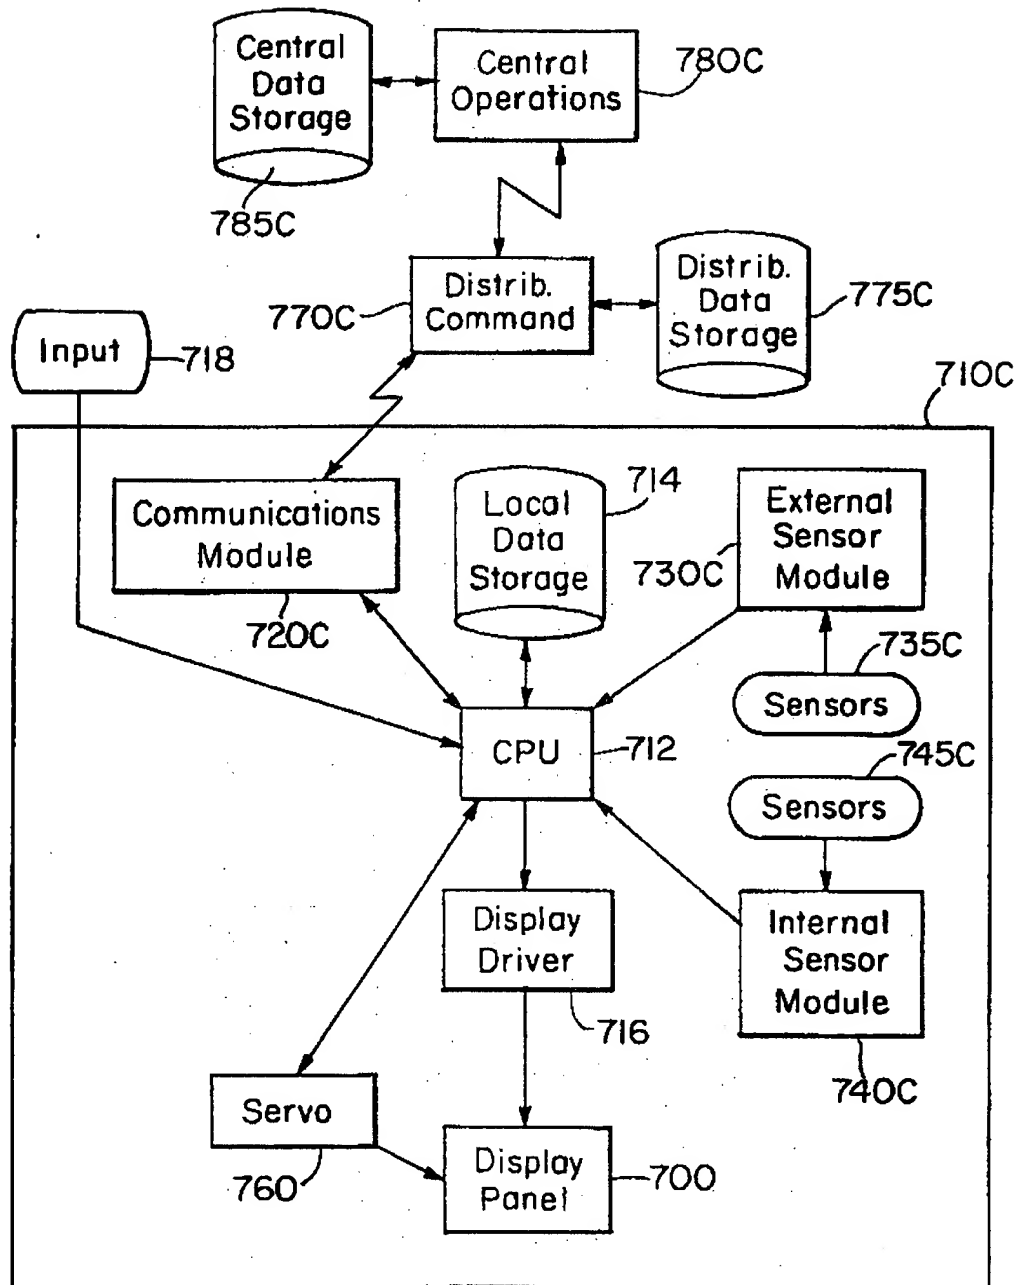 Central
Data
Storage
785C
Central
Operations
780C
Distrib.
Command
770C
Distrib.
Data
Storage
775C
Input
718
710C
Communications
Module
720C
Local
Data
Storage
714
External
Sensor
Module
730C
Sensors
735C
CPU
712
Sensors
745C
Display
Driver
716
Internal
Sensor
Module
740C
Servo
760
Display
Panel
700